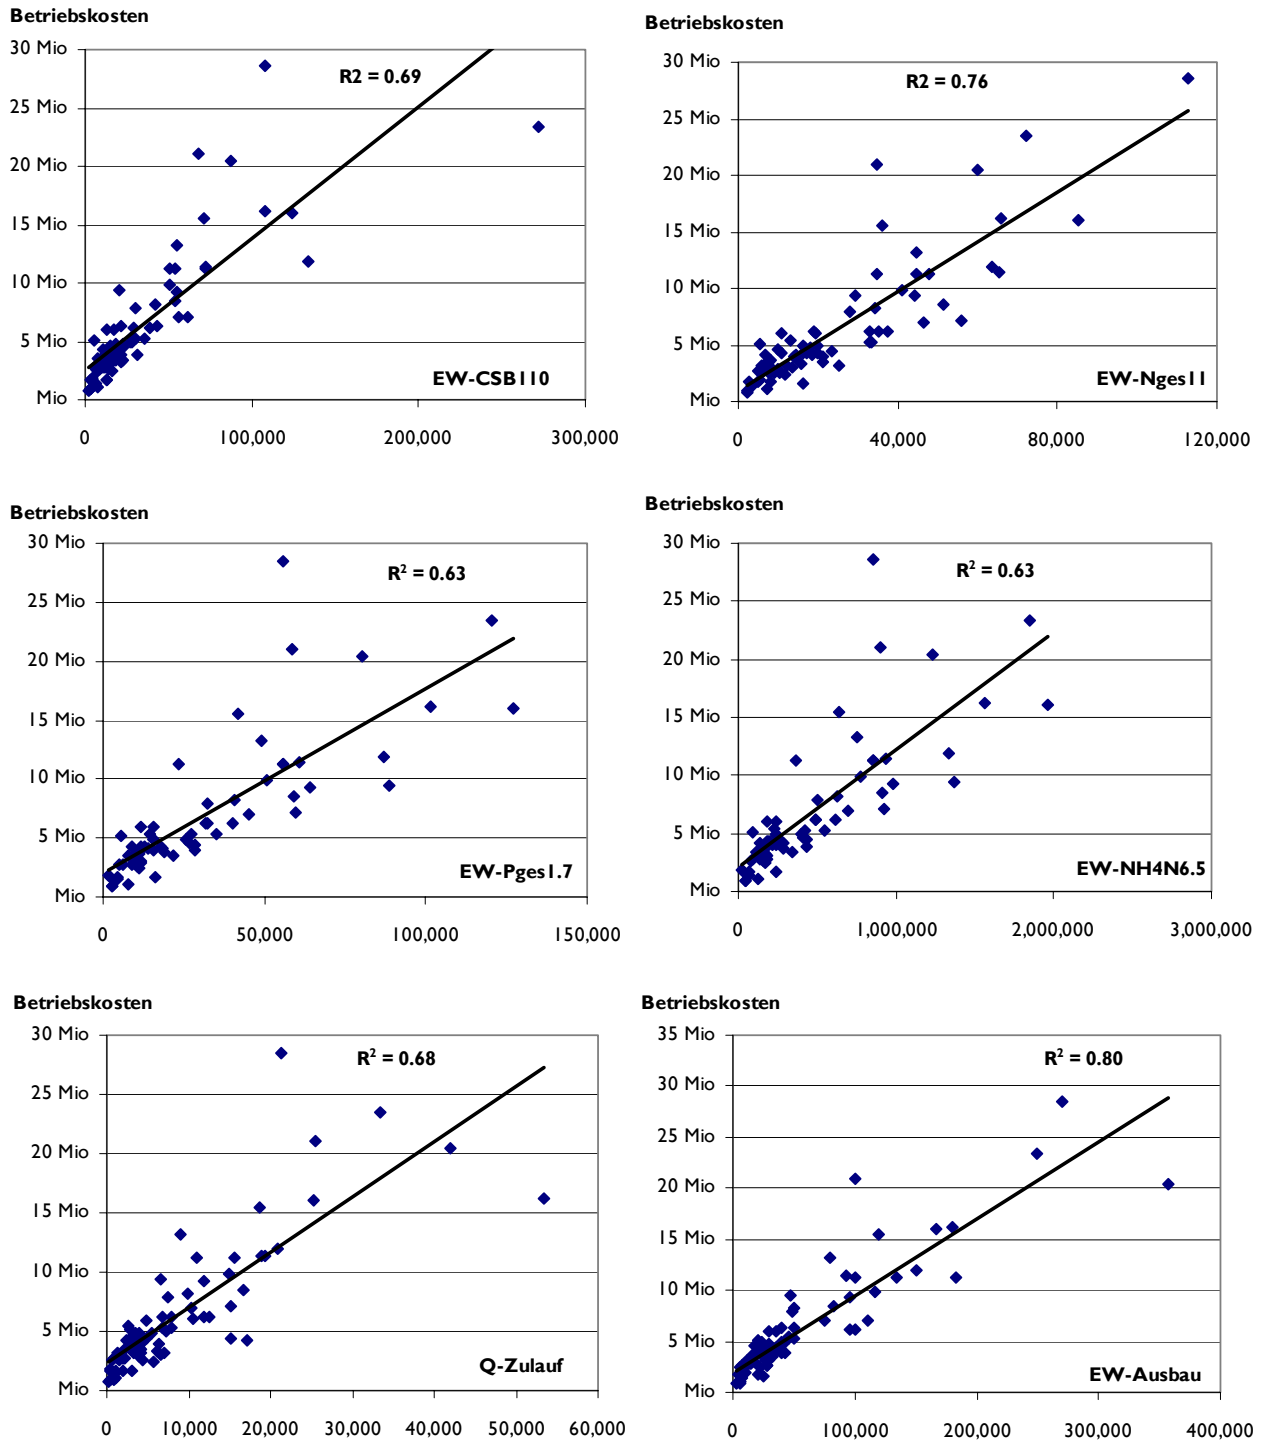 Betriebskosten
30 Mio
25 Mio
20 Mio
15 Mio
10 Mio
5 Mio
Mio
R2 = 0.69
EW-CSB110
0 100,000 200,000 300,000
Betriebskosten
30 Mio
25 Mio
20 Mio
15 Mio
10 Mio
5 Mio
Mio
R2 = 0.76
EW-Nges11
0 40,000 80,000 120,000
Betriebskosten
30 Mio
25 Mio
20 Mio
15 Mio
10 Mio
5 Mio
Mio
R² = 0.63
EW-Pges1.7
0 50,000 100,000 150,000
Betriebskosten
30 Mio
25 Mio
20 Mio
15 Mio
10 Mio
5 Mio
Mio
R² = 0.63
EW-NH4N6.5
0 1,000,000 2,000,000 3,000,000
Betriebskosten
30 Mio
25 Mio
20 Mio
15 Mio
10 Mio
5 Mio
Mio
R² = 0.68
Q-Zulauf
0 10,000 20,000 30,000 40,000 50,000 60,000
Betriebskosten
35 Mio
30 Mio
25 Mio
20 Mio
15 Mio
10 Mio
5 Mio
Mio
R² = 0.80
EW-Ausbau
0 100,000 200,000 300,000 400,000